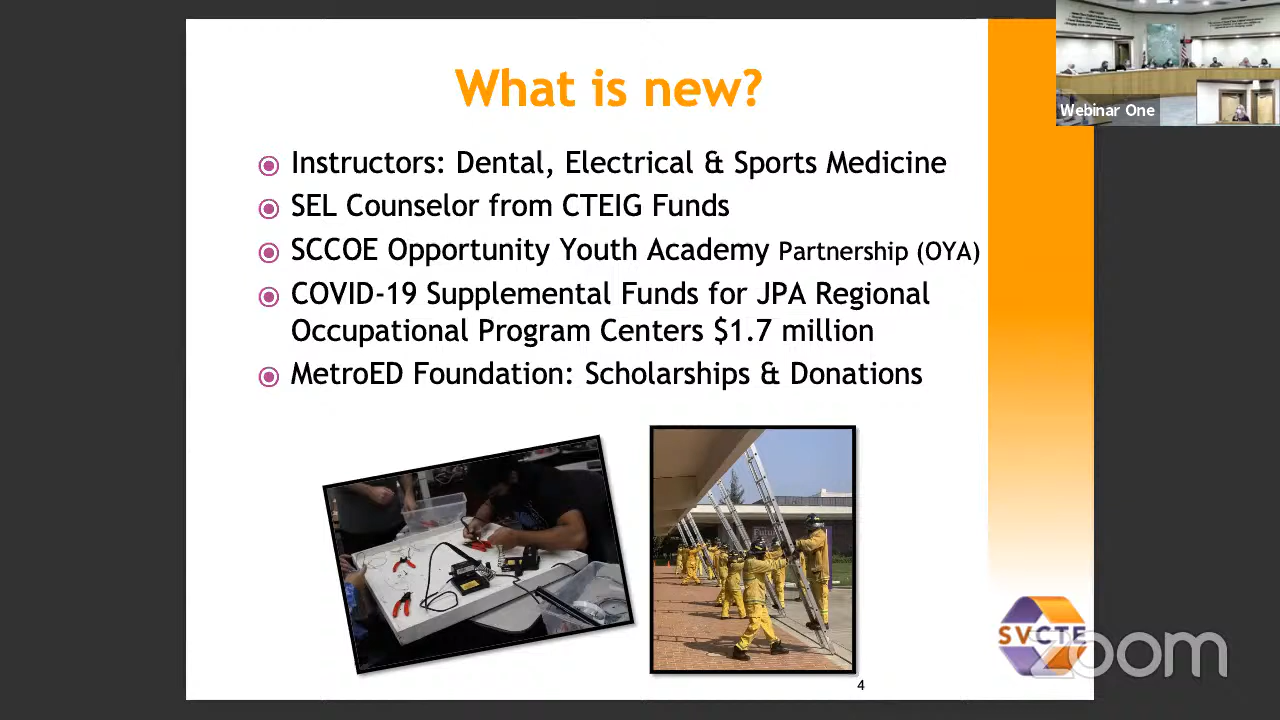 What is new?
Webinar One
Instructors: Dental, Electrical & Sports Medicine
SEL Counselor from CTEIG Funds
SCCOE Opportunity Youth Academy Partnership (OYA)
COVID-19 Supplemental Funds for JPA Regional
Occupational Program Centers $1.7 million
MetroED Foundation: Scholarships & Donations
SVCTE
zoom
4